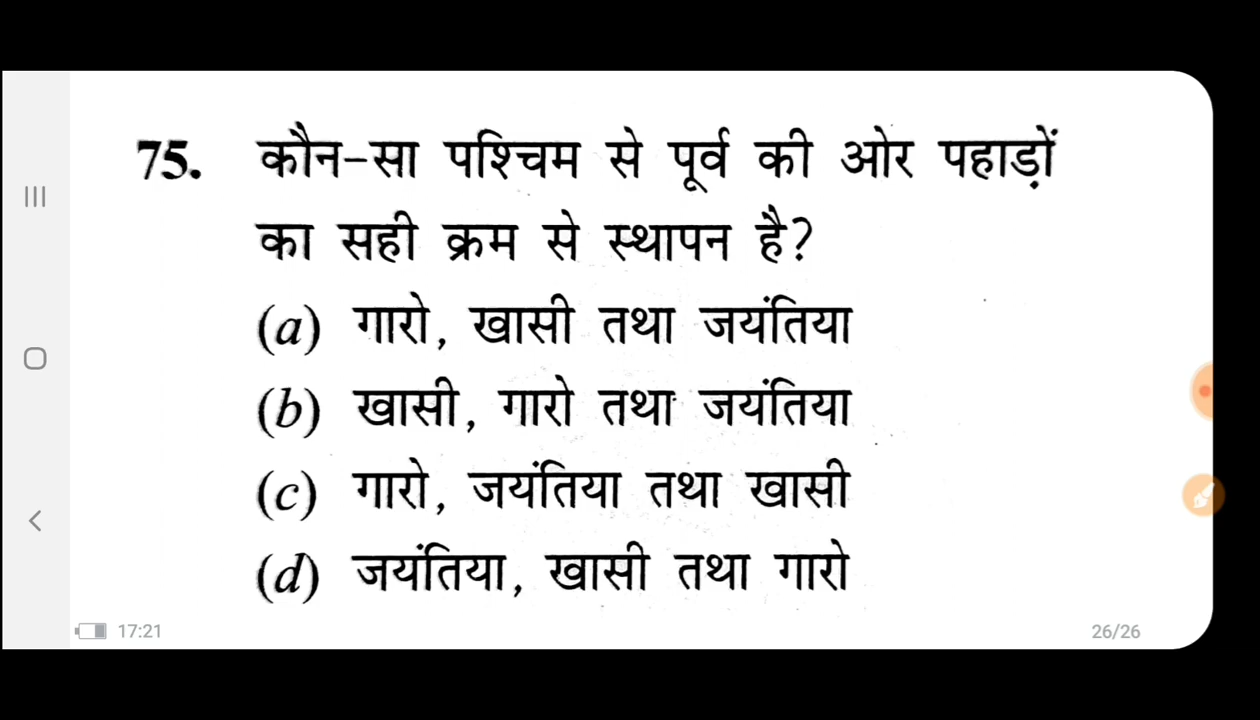 75. कौन-सा पश्चिम से पूर्व की ओर पहाड़ों
का सही क्रम से स्थापन है?
(a) गारो, खासी तथा जयंतिया
(b) खासी, गारो तथा जयंतिया
(c) गारो, जयंतिया तथा खासी
(d) जयंतिया, खासी तथा गारो
17:21
26/26